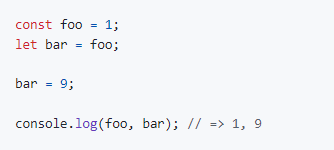 const foo = 1;
let bar = foo;
bar = 9;
console.log(foo, bar); // => 1, 9